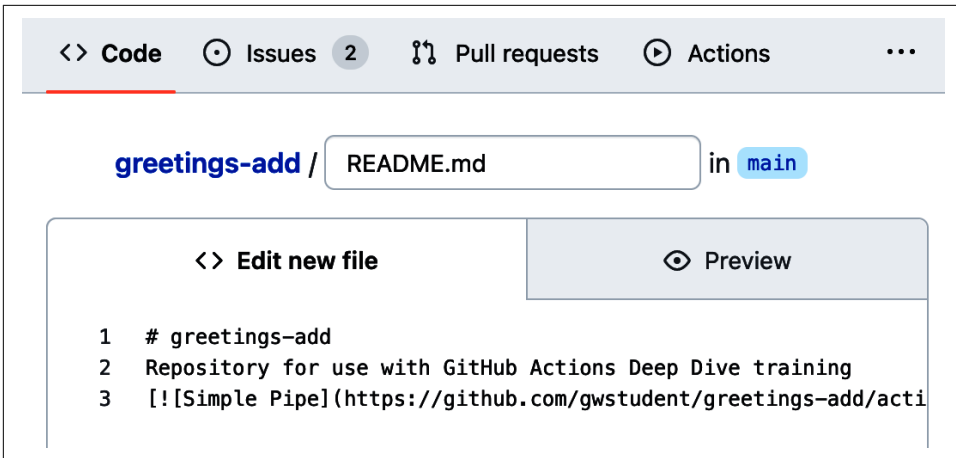 <> Code Issues 2 Pull requests Actions ...
greetings-add / README.md in main
<> Edit new file Preview
1 # greetings-add
2 Repository for use with GitHub Actions Deep Dive training
3 [![Simple Pipe](https://github.com/gwstudent/greetings-add/acti